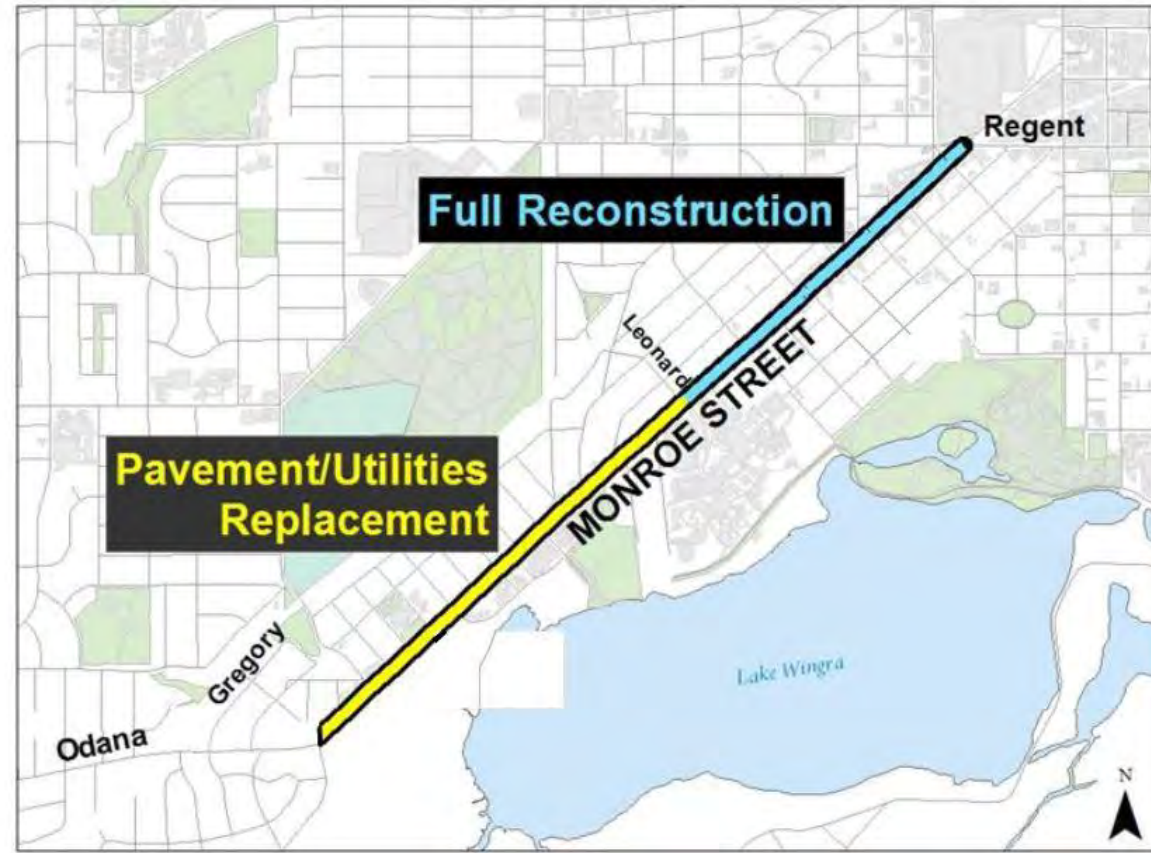 Regent
Full Reconstruction
Leonard
MONROE STREET
Pavement/Utilities
Replacement
Gregory
Lake Wingra
Odana
N